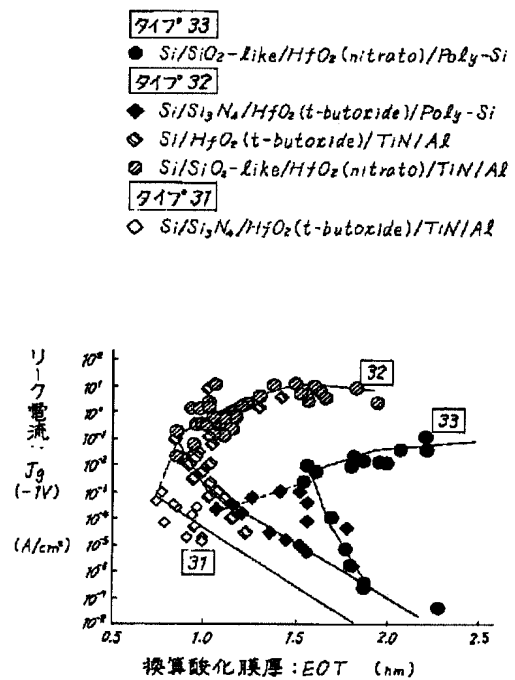 タイプ33
● Si/SiO2-like/HfO2(nitrato)/Poly-Si
タイプ32
◆ Si/Si3N4/HfO2(t-butoxide)/Poly-Si
Si/HfO2(t-butoxide)/TiN/Al
Si/SiO2-like/HfO2(nitrato)/TiN/Al
タイプ31
◇ Si/Si3N4/HfO2(t-butoxide)/TiN/Al
リーク電流:
Jg
(-1V)
(A/cm²)
10²
10¹
10⁰
10⁻¹
10⁻²
10⁻³
10⁻⁴
10⁻⁵
10⁻⁶
10⁻⁷
10⁻⁸
32
33
31
0.5 1.0 1.5 2.0 2.5
換算酸化膜厚:EOT (nm)